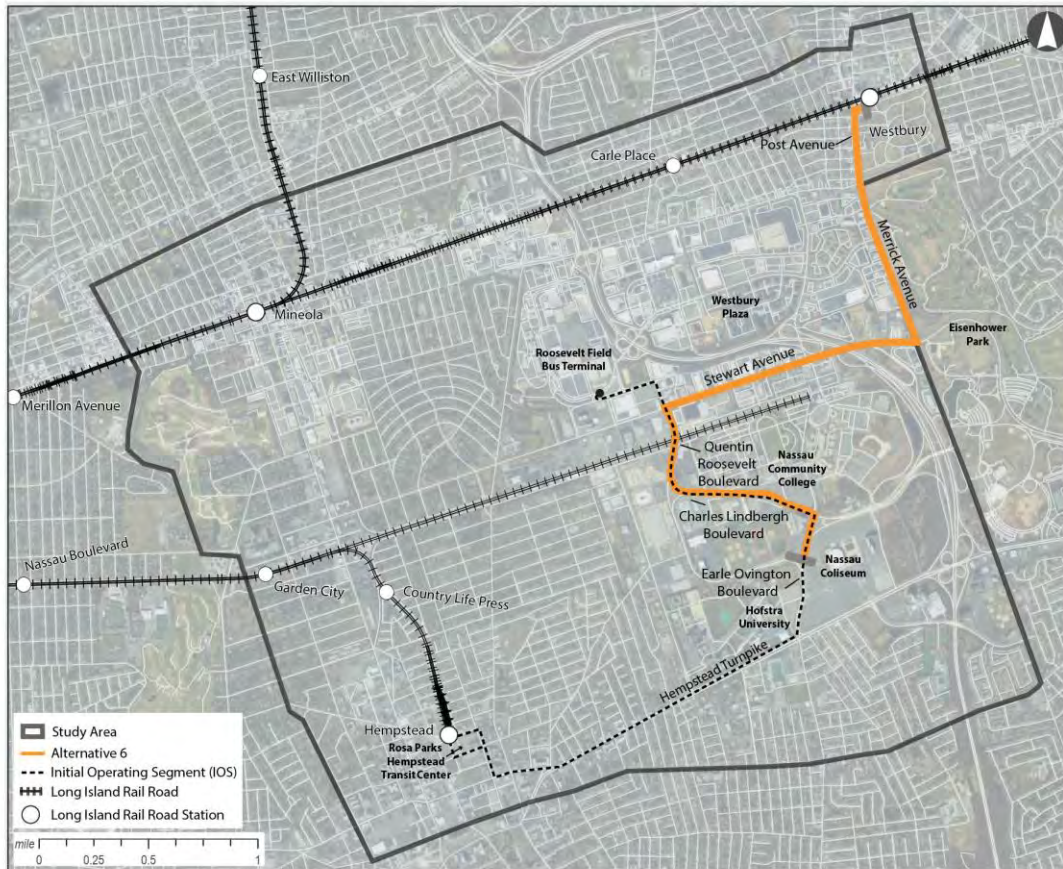 East Williston
Westbury
Post Avenue
Carle Place
Merrick Avenue
Mineola
Westbury
Plaza
Eisenhower
Park
Roosevelt Field
Bus Terminal
Stewart Avenue
Merillon Avenue
Quentin
Roosevelt
Boulevard
Nassau
Community
College
Charles Lindbergh
Boulevard
Nassau Boulevard
Garden City
Country Life Press
Nassau
Coliseum
Earle Ovington
Boulevard
Hofstra
University
Hempstead Turnpike
Hempstead
Rosa Parks
Hempstead
Transit Center
Study Area
Alternative 6
Initial Operating Segment (IOS)
Long Island Rail Road
Long Island Rail Road Station
mile
0 0.25 0.5 1